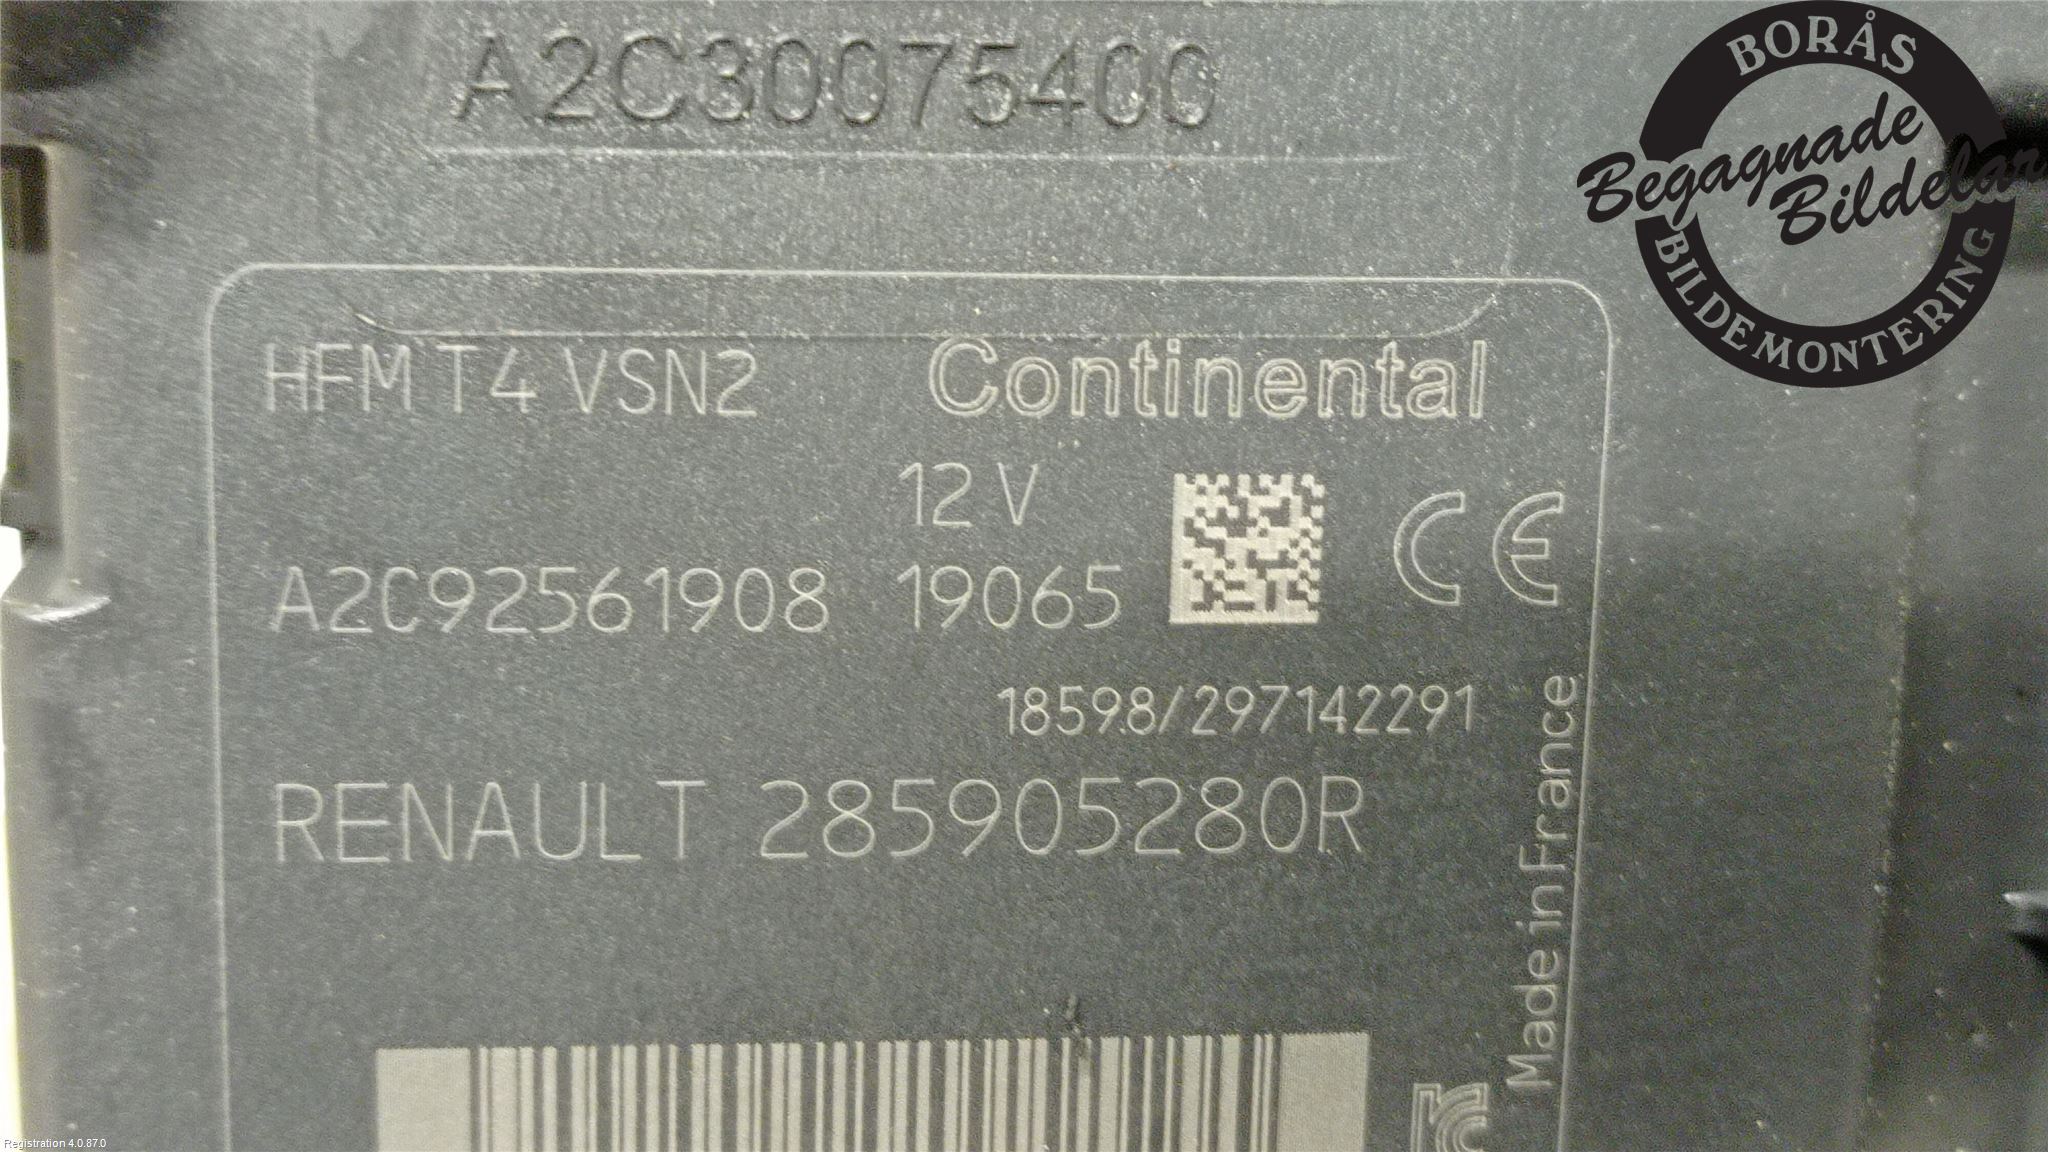 A2C30075400
BORÅS
Begagnade
Bildelar
BILDEMONTERING
HFM T4 VSN2 Continental
12 V
CE
A2C92561908 19065
18598/297142291
RENAULT 285905280R
Made in France
Registration 4.0.87.0